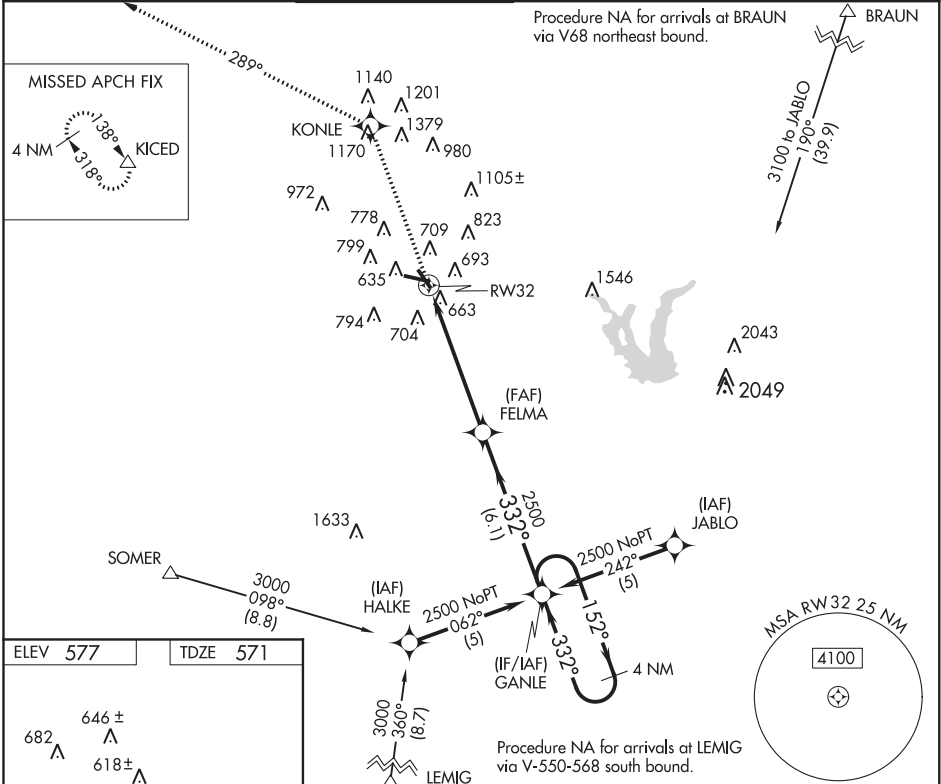 Procedure NA for arrivals at BRAUN
via V68 northeast bound.
BRAUN
289°
MISSED APCH FIX
4 NM
138°
318°
KICED
3100 to JABLO
190°
(39.9)
1140
1201
KONLE
1379
1170
980
1105±
972
778
709
823
799
693
635
RW32
663
794
704
1546
2043
2049
(FAF)
FELMA
2500
332°
(6.1)
1633
(IAF)
JABLO
2500 NoPT
242°
(5)
SOMER
3000
098°
(8.8)
(IAF)
HALKE
2500 NoPT
062°
(5)
152°
332°
4 NM
(IF/IAF)
GANLE
MSA RW32 25 NM
4100
ELEV 577
TDZE 571
646 ±
682
618±
3000
360°
(8.7)
LEMIG
Procedure NA for arrivals at LEMIG
via V-550-568 south bound.